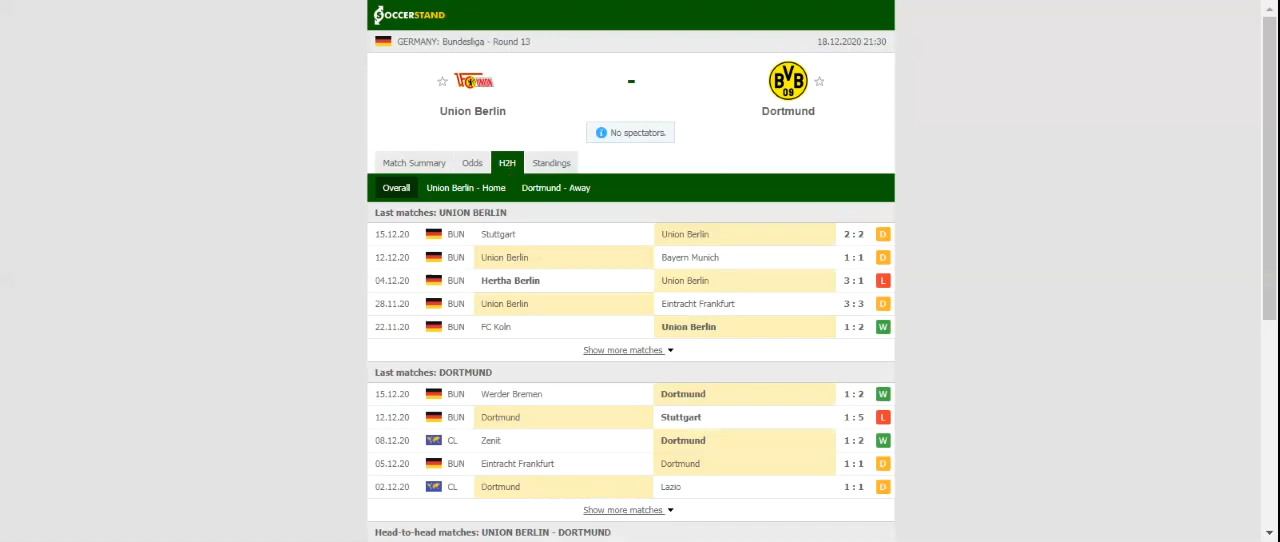 SOCCERSTAND
GERMANY: Bundesliga - Round 13 18.12.2020 21:30
Union Berlin - Dortmund
No spectators.
Match Summary Odds H2H Standings
Overall Union Berlin - Home Dortmund - Away
Last matches: UNION BERLIN
15.12.20 BUN Stuttgart Union Berlin 2 : 2 D
12.12.20 BUN Union Berlin Bayern Munich 1 : 1 D
04.12.20 BUN Hertha Berlin Union Berlin 3 : 1 L
28.11.20 BUN Union Berlin Eintracht Frankfurt 3 : 3 D
22.11.20 BUN FC Koln Union Berlin 1 : 2 W
Show more matches
Last matches: DORTMUND
15.12.20 BUN Werder Bremen Dortmund 1 : 2 W
12.12.20 BUN Dortmund Stuttgart 1 : 5 L
08.12.20 CL Zenit Dortmund 1 : 2 W
05.12.20 BUN Eintracht Frankfurt Dortmund 1 : 1 D
02.12.20 CL Dortmund Lazio 1 : 1 D
Show more matches
Head-to-head matches: UNION BERLIN - DORTMUND